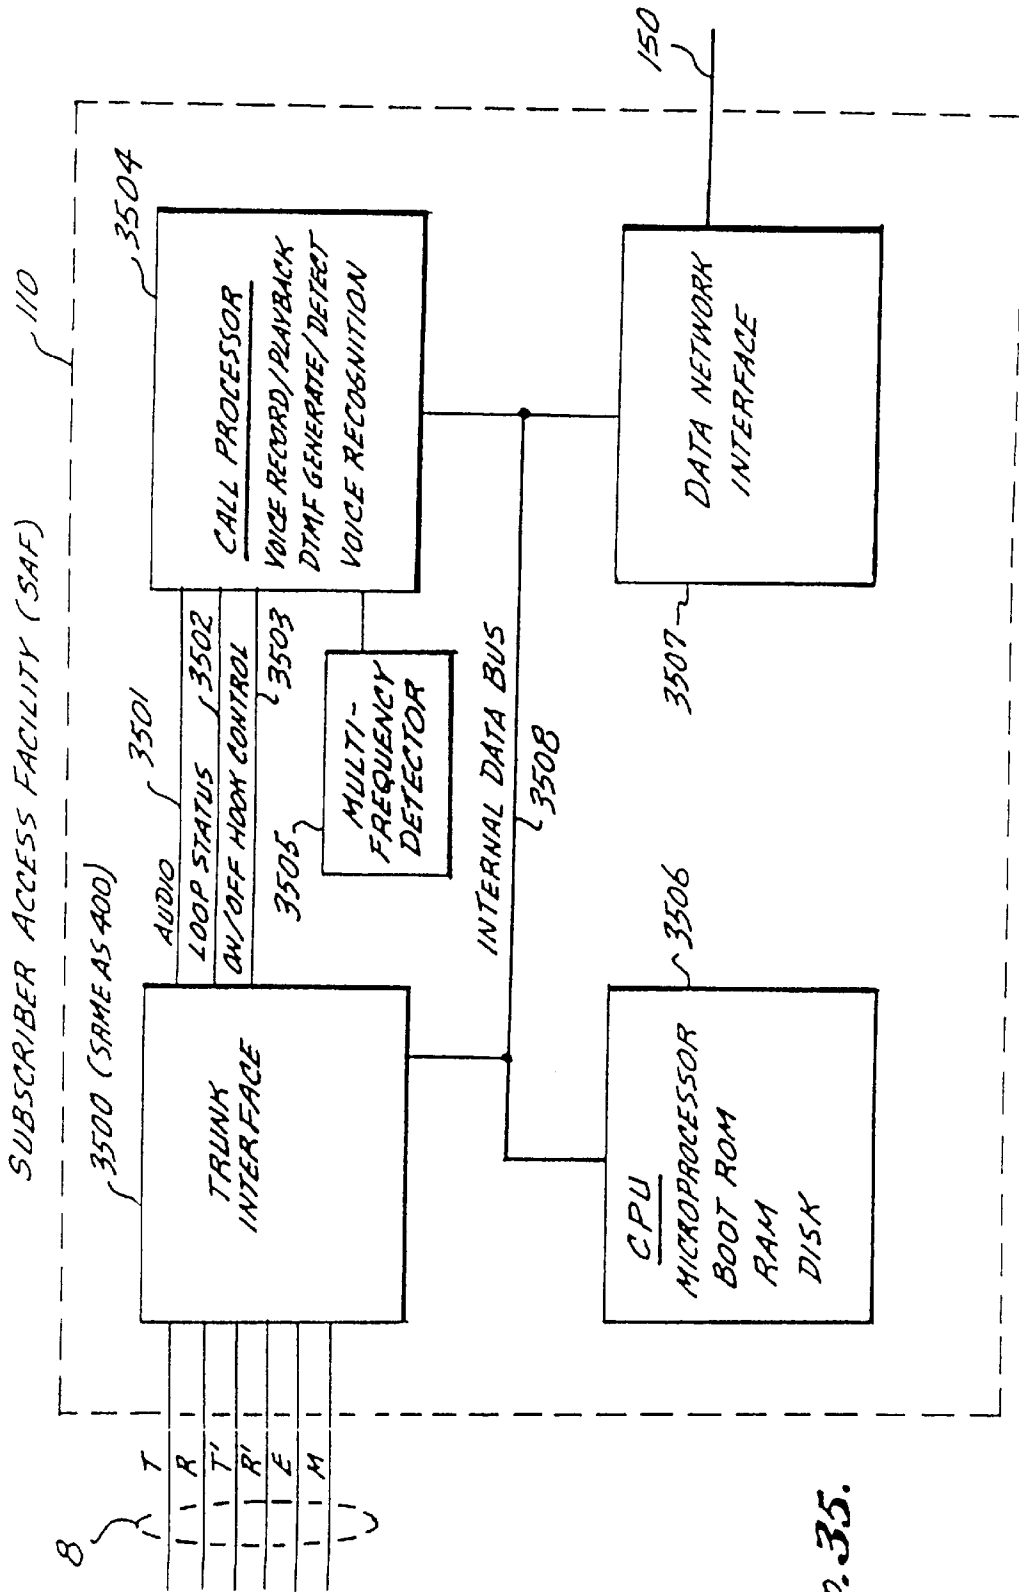 SUBSCRIBER ACCESS FACILITY (SAF)
110
3500 (SAME AS 400)
3501
3504
8
T
R
T'
R'
E
M
TRUNK
INTERFACE
AUDIO
LOOP STATUS
3502
ON/OFF HOOK CONTROL
3503
CALL PROCESSOR
VOICE RECORD/PLAYBACK
DTMF GENERATE/DETECT
VOICE RECOGNITION
3505
MULTI-
FREQUENCY
DETECTOR
INTERNAL DATA BUS
3508
3506
CPU
MICROPROCESSOR
BOOT ROM
RAM
DISK
3507
DATA NETWORK
INTERFACE
150
35.